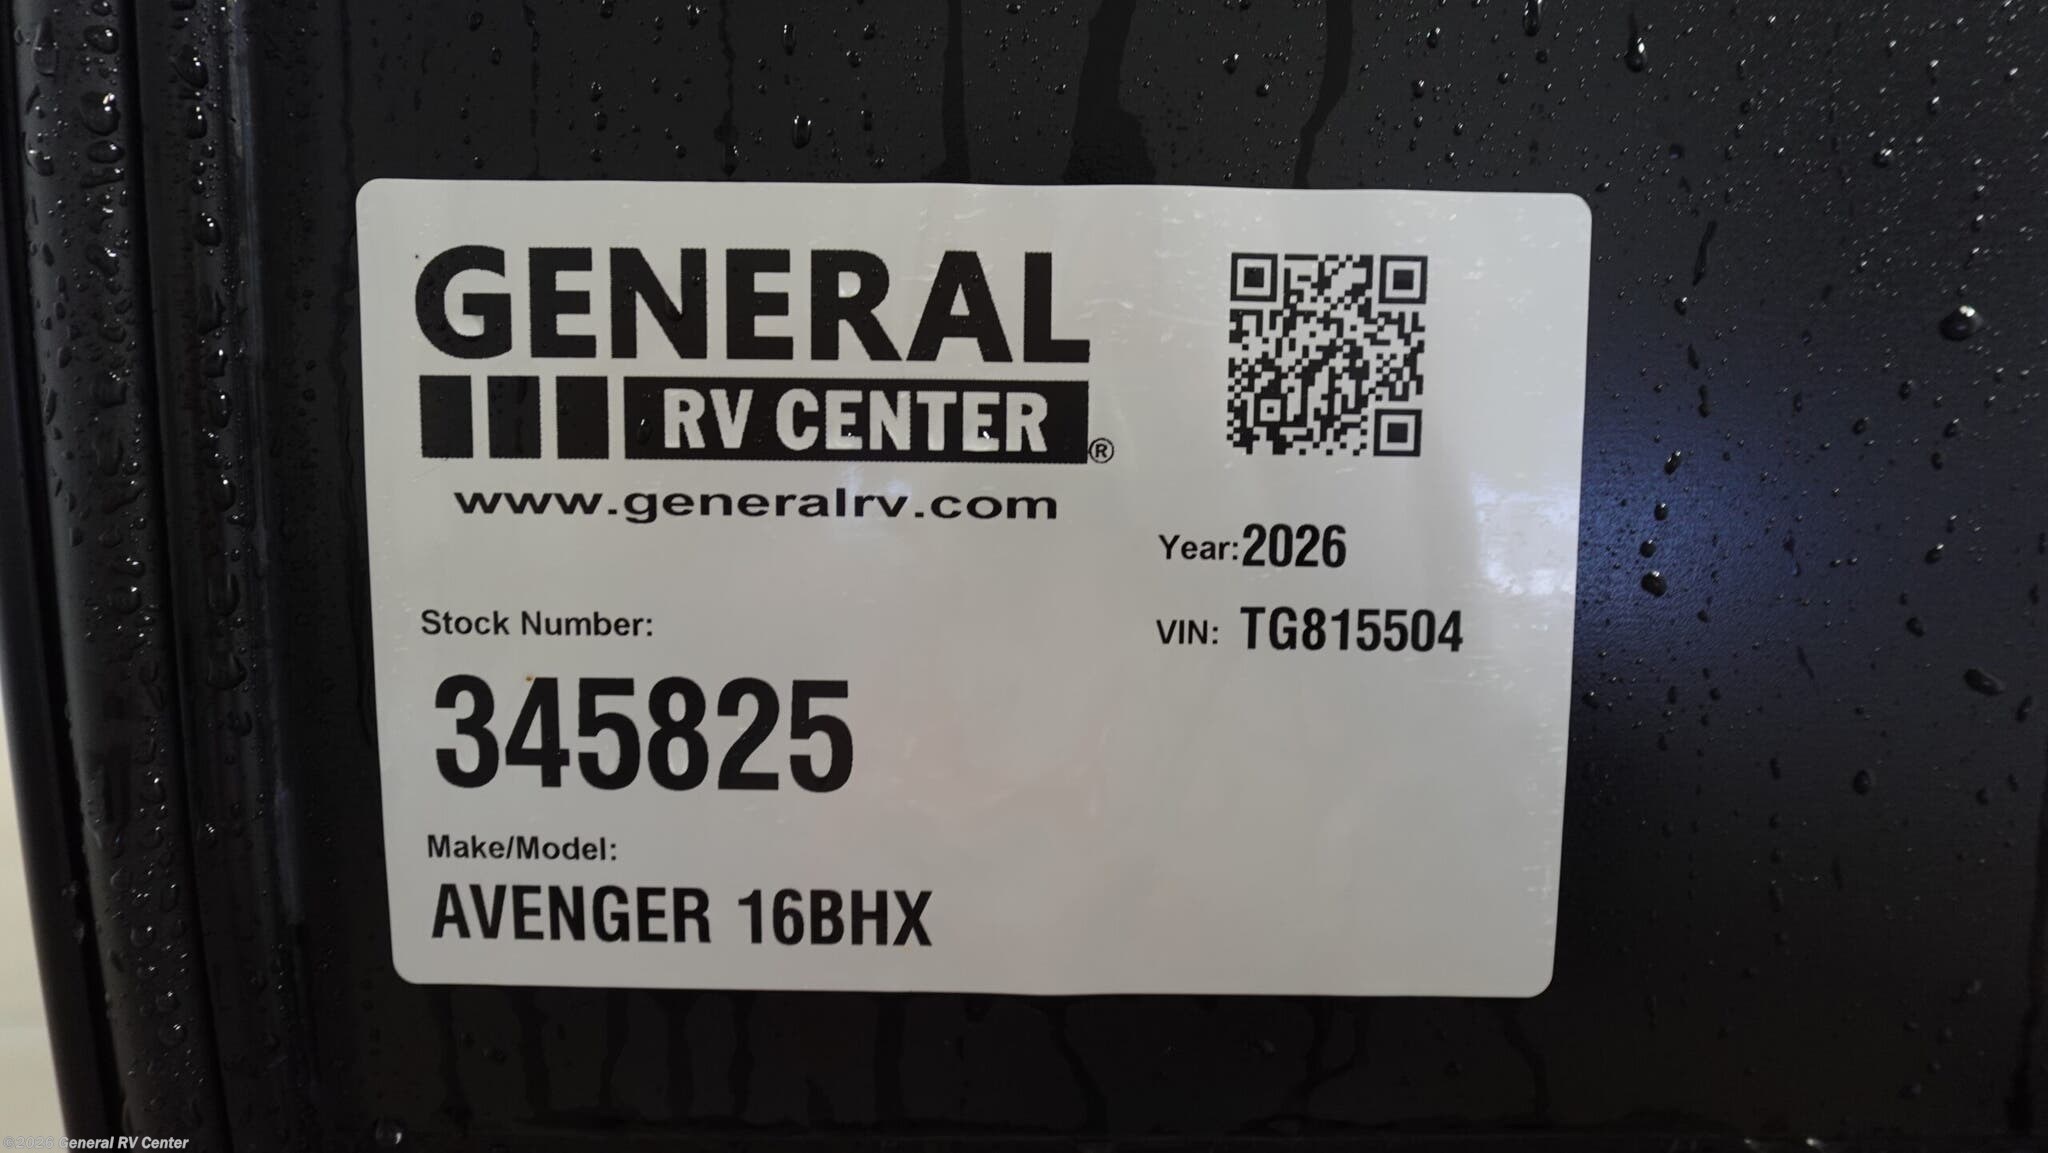 GENERAL
RV CENTER®
www.generalrv.com
Year: 2026
Stock Number:
VIN: TG815504
345825
Make/Model:
AVENGER 16BHX
General RV Center